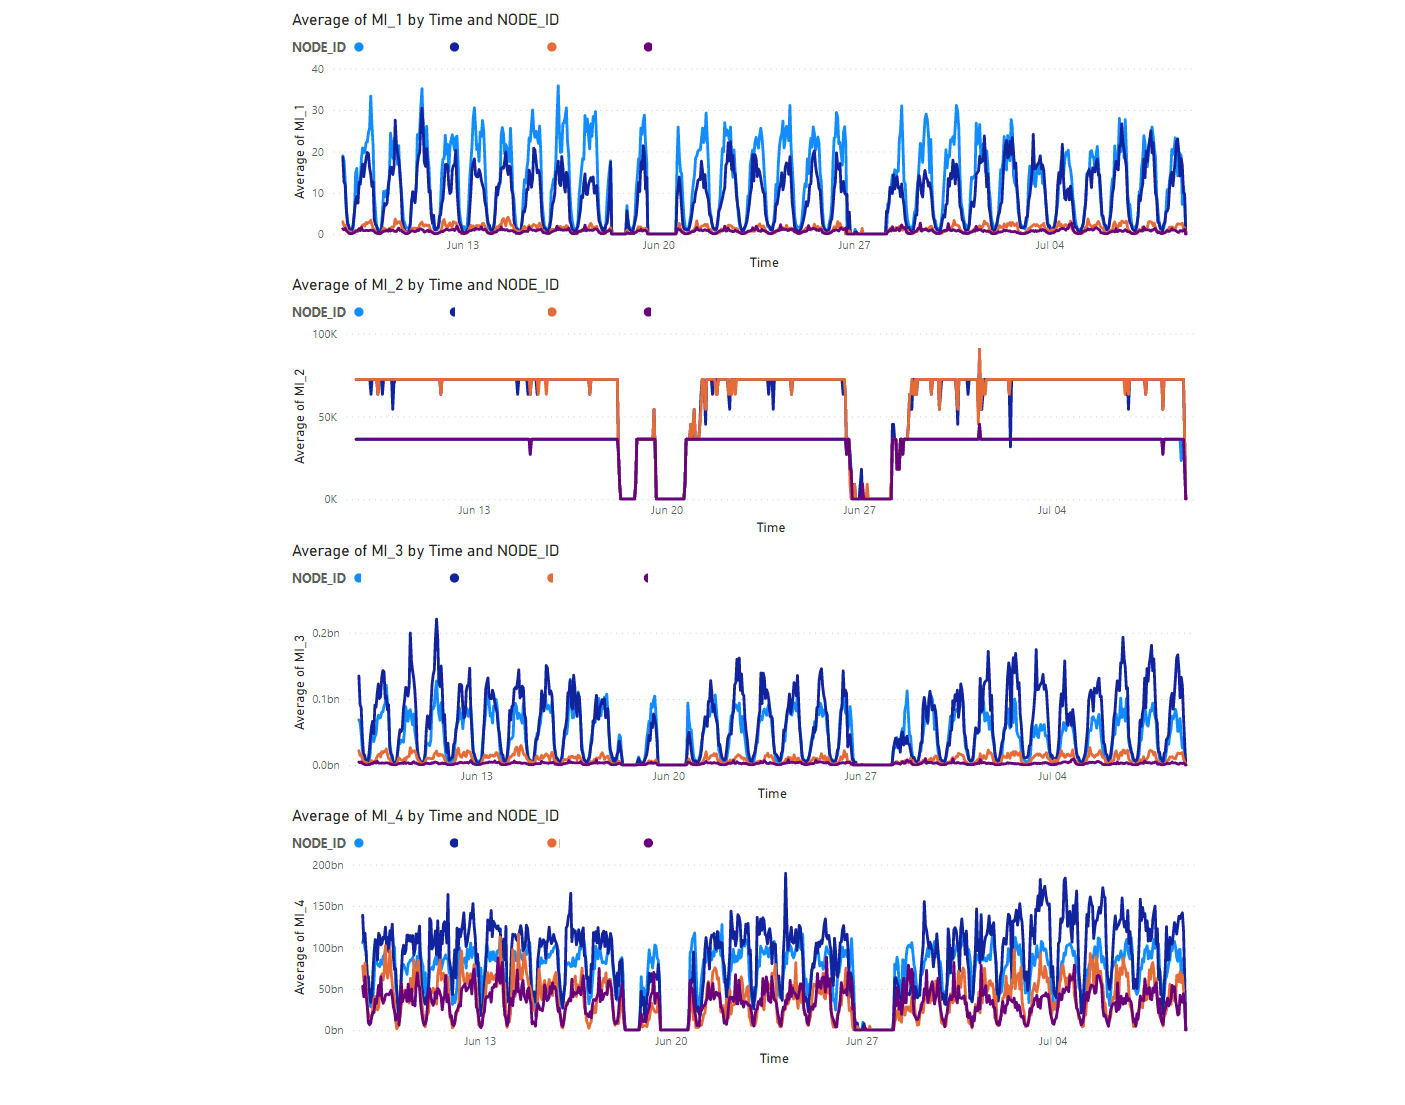 Average of MI_1 by Time and NODE_ID
NODE_ID
Average of MI_1
40
30
20
10
0
Jun 13 Jun 20 Jun 27 Jul 04
Time
Average of MI_2 by Time and NODE_ID
NODE_ID
Average of MI_2
100K
50K
0K
Jun 13 Jun 20 Jun 27 Jul 04
Time
Average of MI_3 by Time and NODE_ID
NODE_ID
Average of MI_3
0.2bn
0.1bn
0.0bn
Jun 13 Jun 20 Jun 27 Jul 04
Time
Average of MI_4 by Time and NODE_ID
NODE_ID
Average of MI_4
200bn
150bn
100bn
50bn
0bn
Jun 13 Jun 20 Jun 27 Jul 04
Time